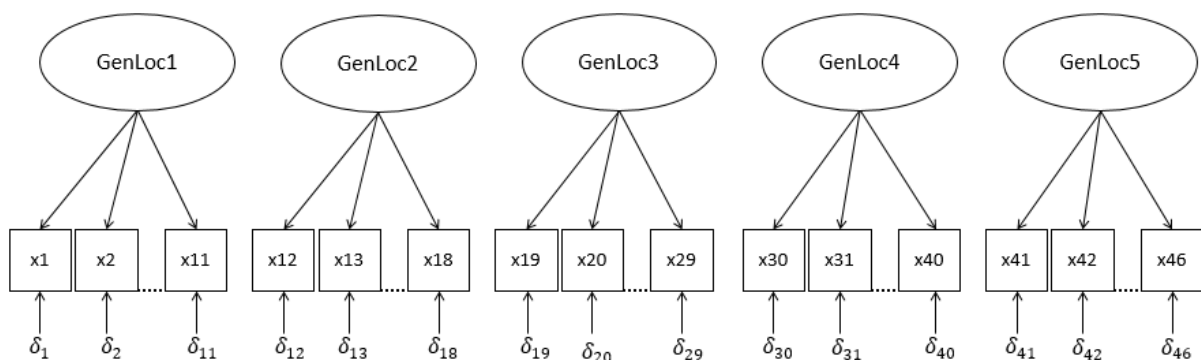 GenLoc1 GenLoc2 GenLoc3 GenLoc4 GenLoc5
x1 x2 x11 x12 x13 x18 x19 x20 x29 x30 x31 x40 x41 x42 x46
δ₁ δ₂ δ₁₁ δ₁₂ δ₁₃ δ₁₈ δ₁₉ δ₂₀ δ₂₉ δ₃₀ δ₃₁ δ₄₀ δ₄₁ δ₄₂ δ₄₆